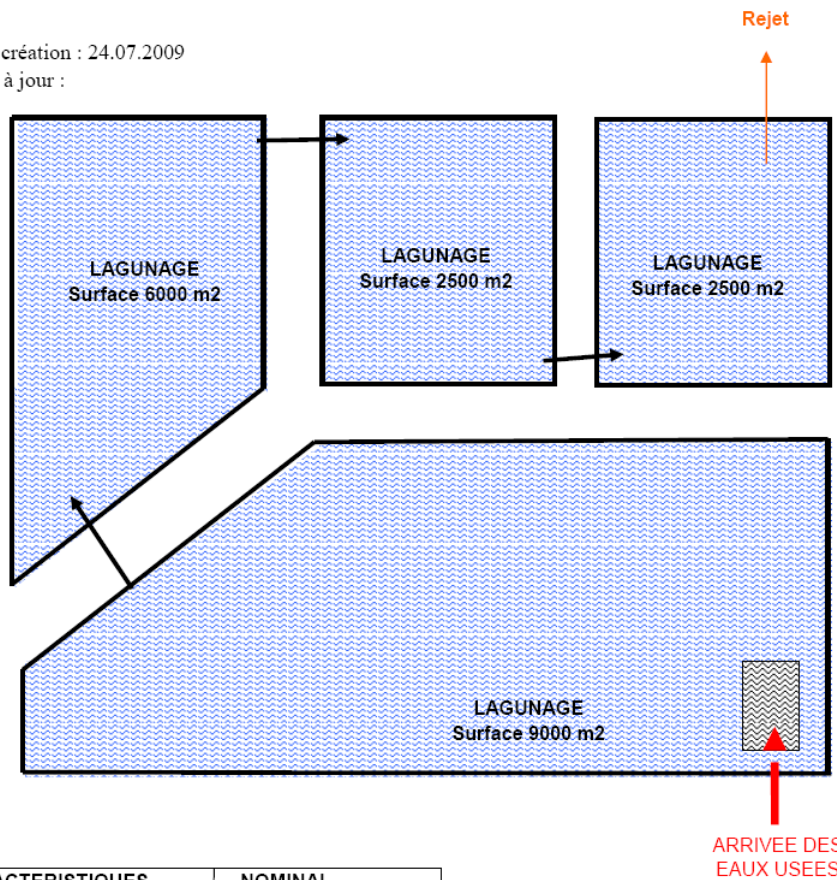 Rejet
création : 24.07.2009
à jour :
LAGUNAGE
Surface 6000 m2
LAGUNAGE
Surface 2500 m2
LAGUNAGE
Surface 2500 m2
LAGUNAGE
Surface 9000 m2
ARRIVEE DES
EAUX USEES
ACTERISTIQUES NOMINAL